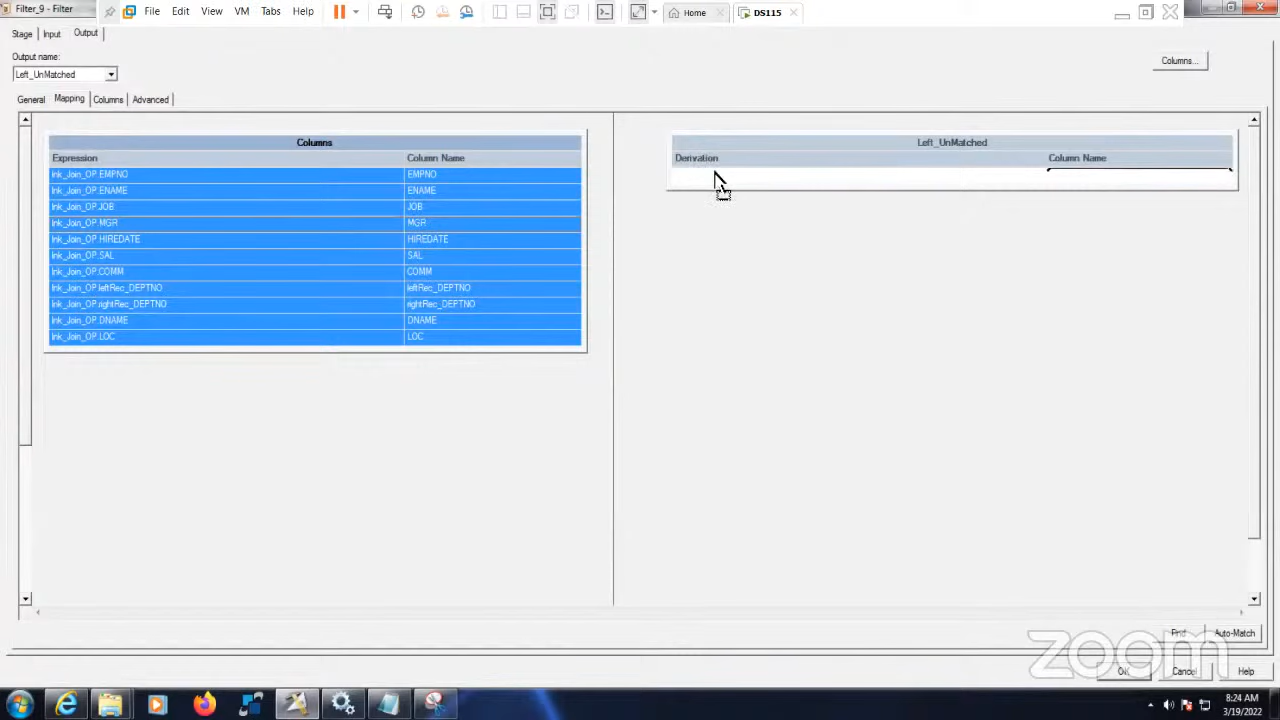 Filter_9 - Filter
File Edit View VM Tabs Help
Home
DS115
Stage Input Output
Output name:
Left_UnMatched
Columns...
General Mapping Columns Advanced
Columns
Expression Column Name
lnk_Join_OP.EMPNO EMPNO
lnk_Join_OP.ENAME ENAME
lnk_Join_OP.JOB JOB
lnk_Join_OP.MGR MGR
lnk_Join_OP.HIREDATE HIREDATE
lnk_Join_OP.SAL SAL
lnk_Join_OP.COMM COMM
lnk_Join_OP.leftRec_DEPTNO leftRec_DEPTNO
lnk_Join_OP.rightRec_DEPTNO rightRec_DEPTNO
lnk_Join_OP.DNAME DNAME
lnk_Join_OP.LOC LOC
Left_UnMatched
Derivation Column Name
Find Auto-Match
zoom
OK Cancel Help
8:24 AM
3/19/2022